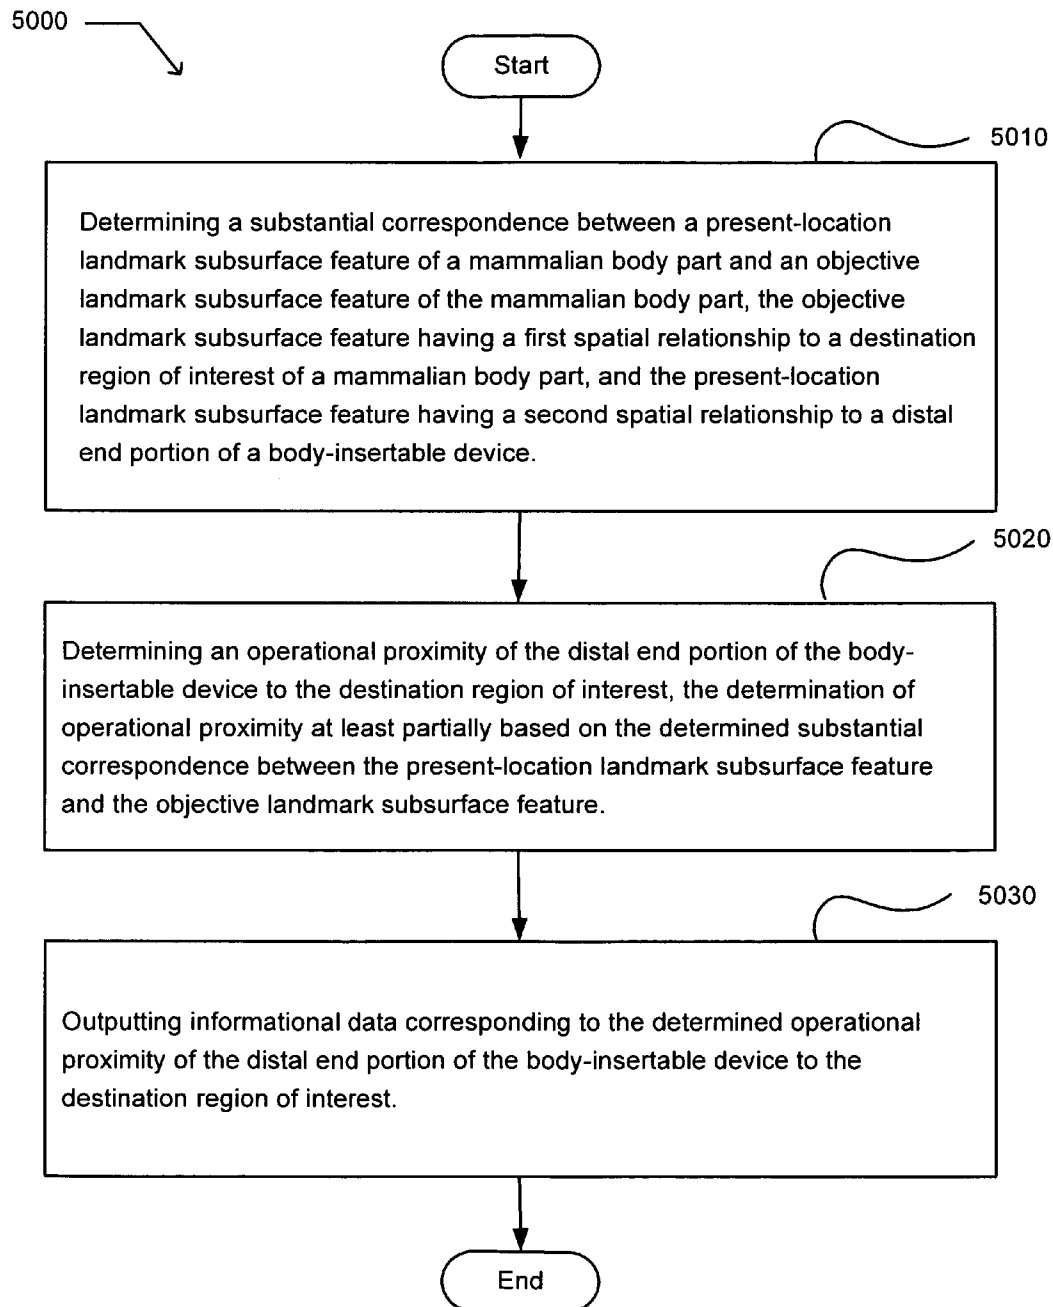 5000
Start
5010
Determining a substantial correspondence between a present-location
landmark subsurface feature of a mammalian body part and an objective
landmark subsurface feature of the mammalian body part, the objective
landmark subsurface feature having a first spatial relationship to a destination
region of interest of a mammalian body part, and the present-location
landmark subsurface feature having a second spatial relationship to a distal
end portion of a body-insertable device.
5020
Determining an operational proximity of the distal end portion of the body-
insertable device to the destination region of interest, the determination of
operational proximity at least partially based on the determined substantial
correspondence between the present-location landmark subsurface feature
and the objective landmark subsurface feature.
5030
Outputting informational data corresponding to the determined operational
proximity of the distal end portion of the body-insertable device to the
destination region of interest.
End